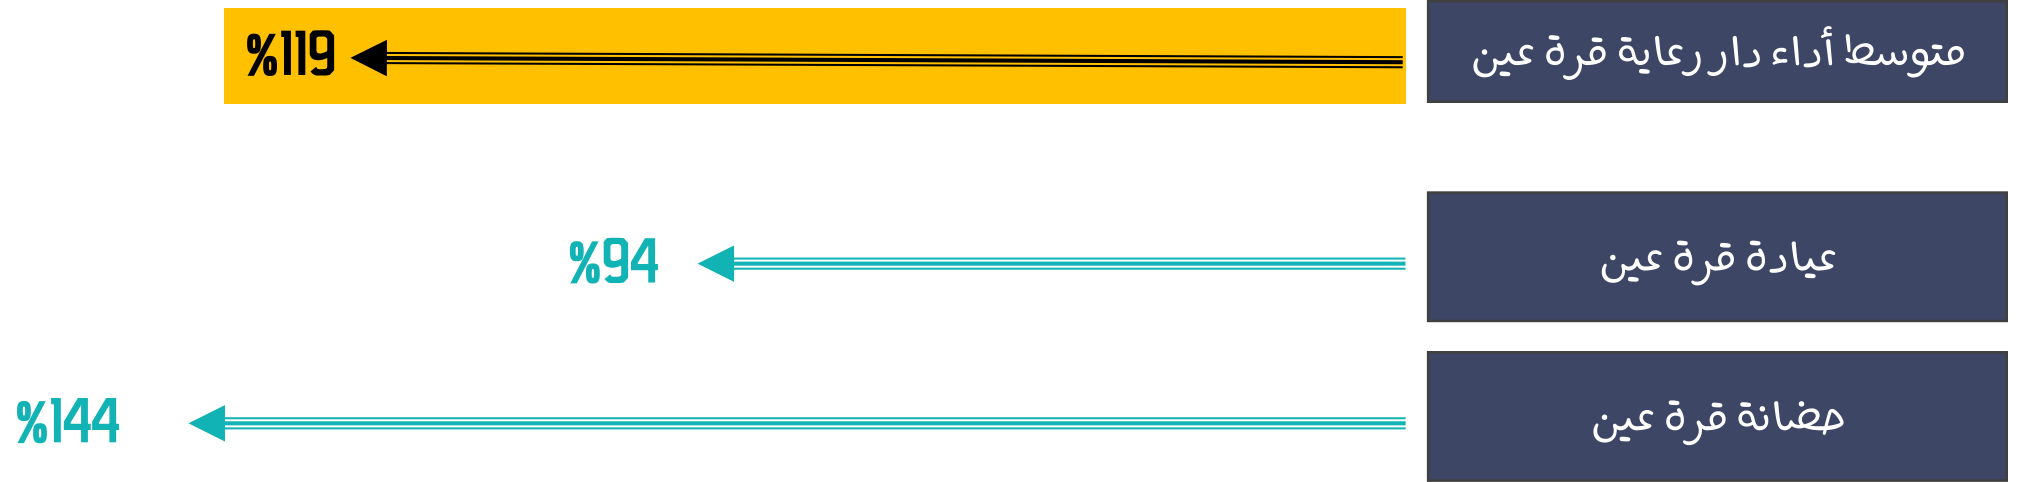 متوسط أداء دار رعاية قرة عين
%119
عيادة قرة عين
%94
حضانة قرة عين
%144